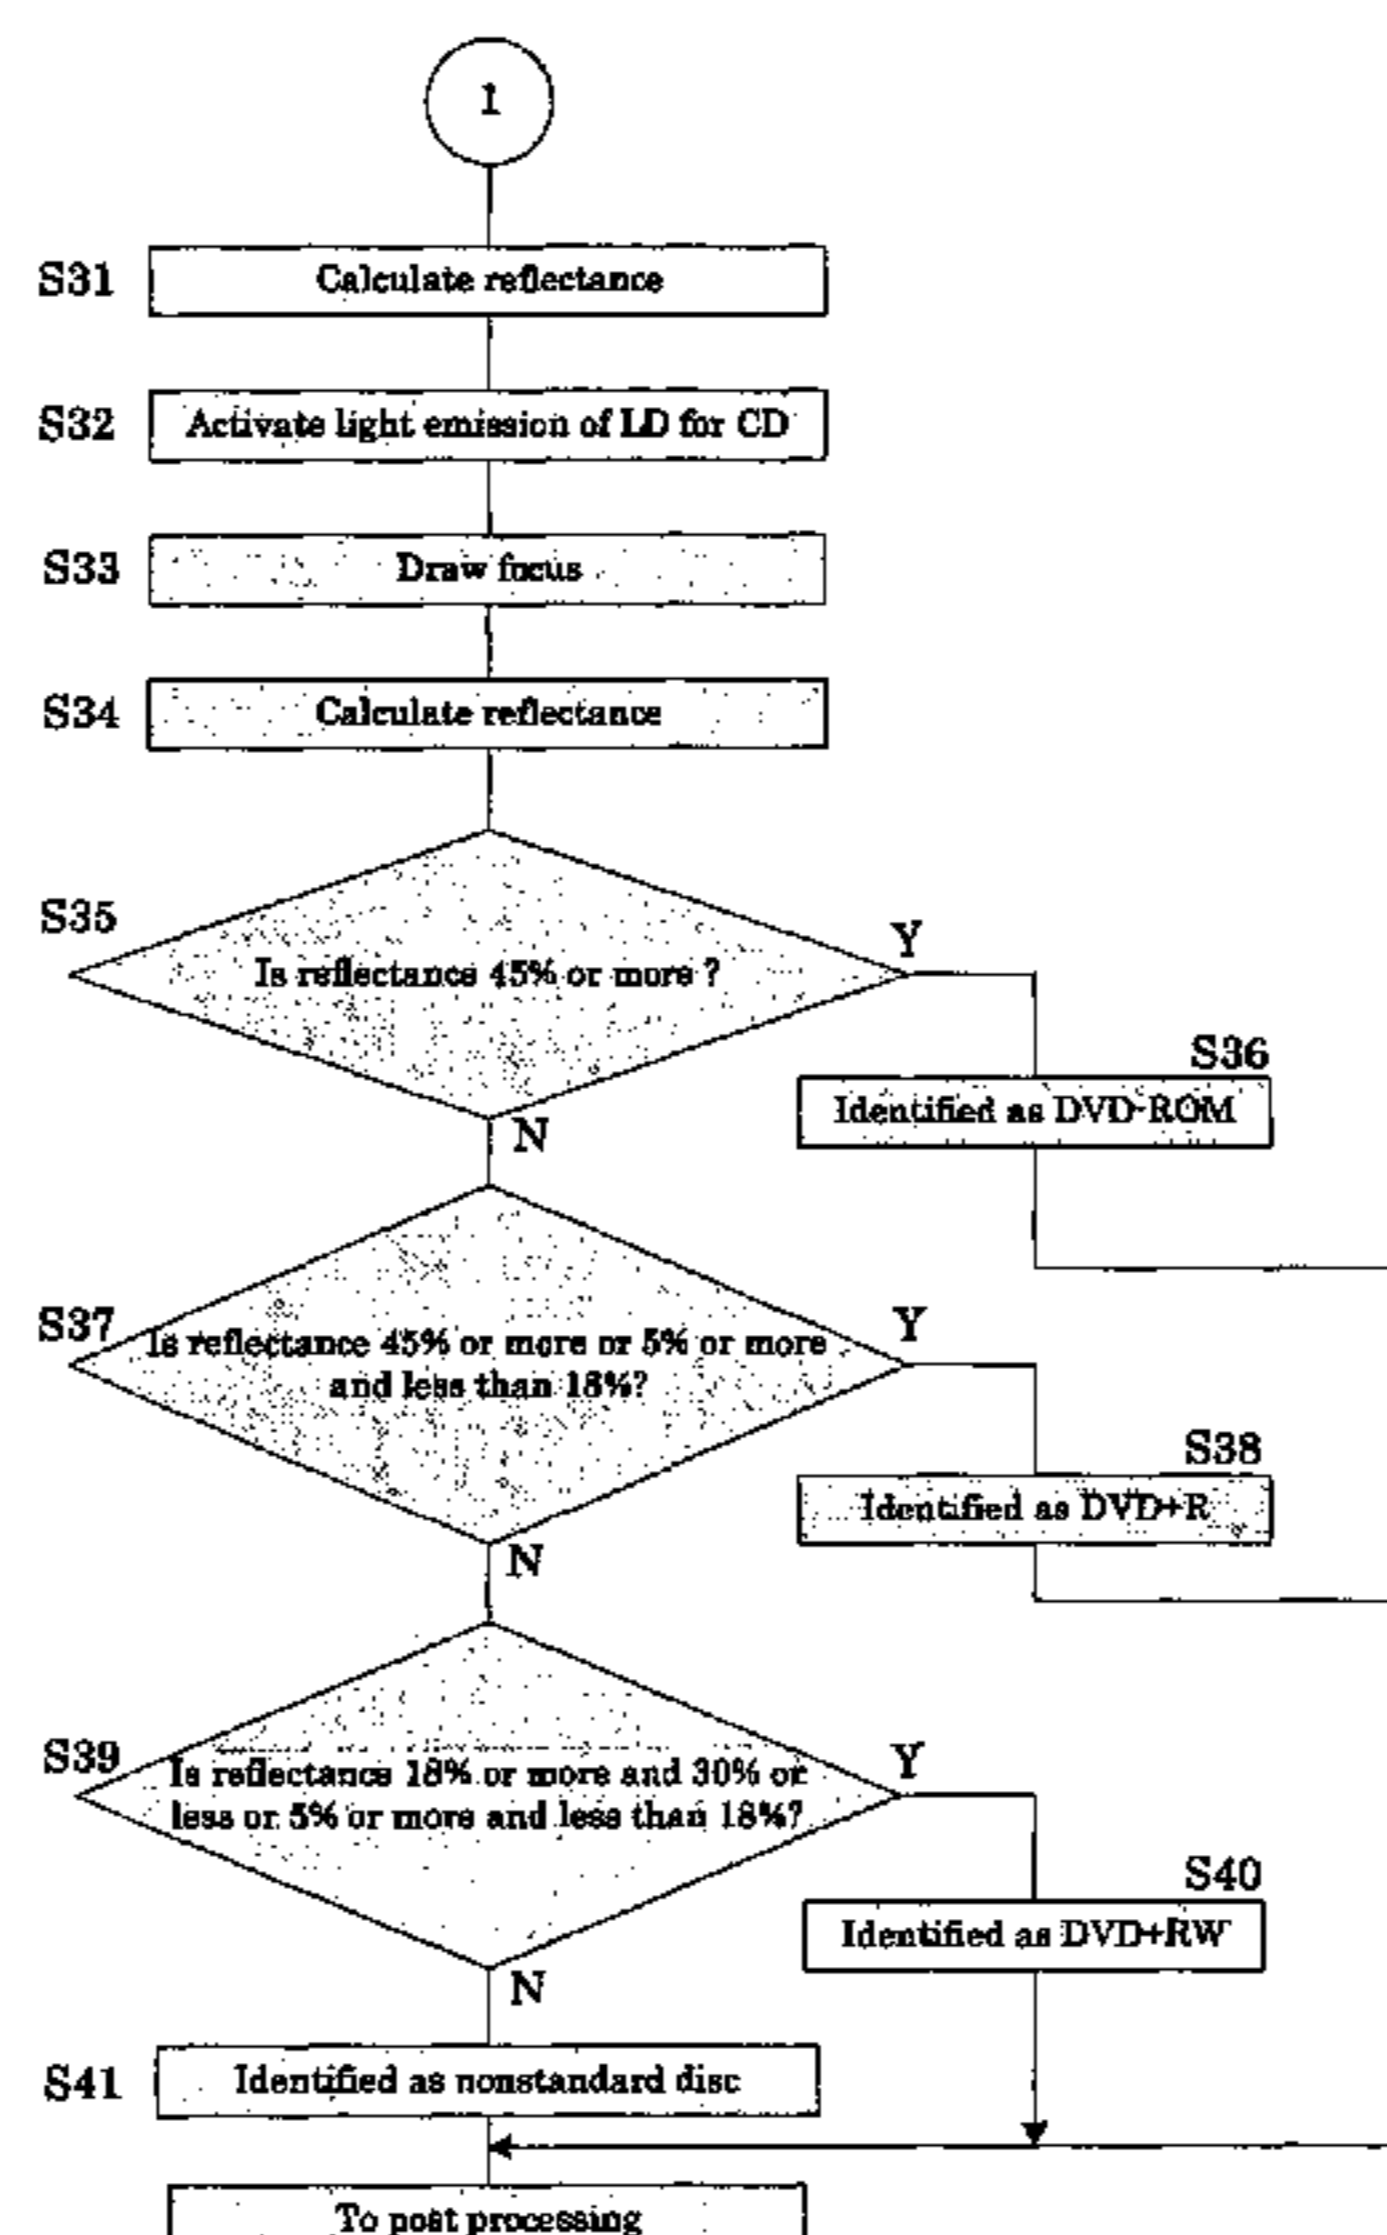 1
S31
Calculate reflectance
S32
Activate light emission of LD for CD
S33
Draw focus
S34
Calculate reflectance
S35
Is reflectance 45% or more ?
Y
S36
Identified as DVD-ROM
N
S37
Is reflectance 45% or more or 5% or more
and less than 18%?
Y
S38
Identified as DVD+R
N
S39
Is reflectance 18% or more and 30% or
less or 5% or more and less than 18%?
Y
S40
Identified as DVD+RW
N
S41
Identified as nonstandard disc
To post processing